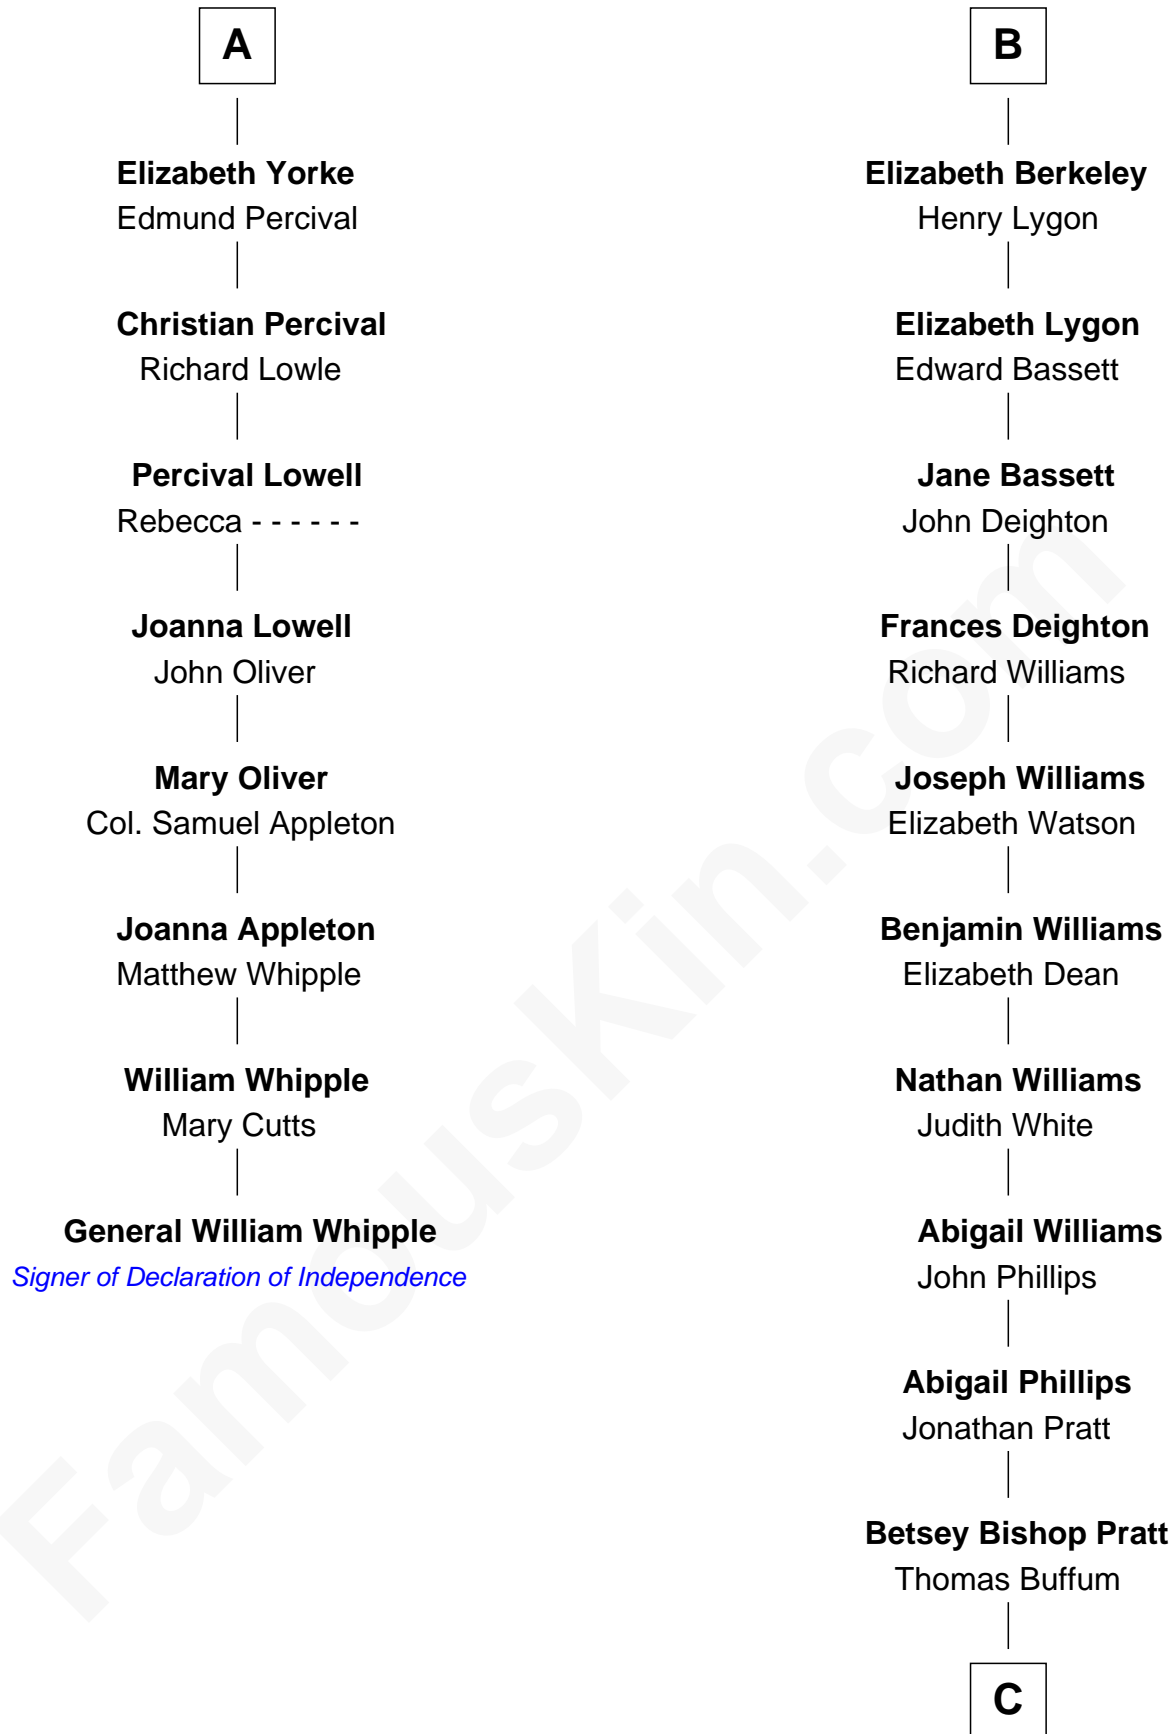 A
Elizabeth Yorke
Edmund Percival
Christian Percival
Richard Lowle
Percival Lowell
Rebecca - - - - - -
Joanna Lowell
John Oliver
Mary Oliver
Col. Samuel Appleton
Joanna Appleton
Matthew Whipple
William Whipple
Mary Cutts
General William Whipple
Signer of Declaration of Independence
B
Elizabeth Berkeley
Henry Lygon
Elizabeth Lygon
Edward Bassett
Jane Bassett
John Deighton
Frances Deighton
Richard Williams
Joseph Williams
Elizabeth Watson
Benjamin Williams
Elizabeth Dean
Nathan Williams
Judith White
Abigail Williams
John Phillips
Abigail Phillips
Jonathan Pratt
Betsey Bishop Pratt
Thomas Buffum
C
FamousKin.com